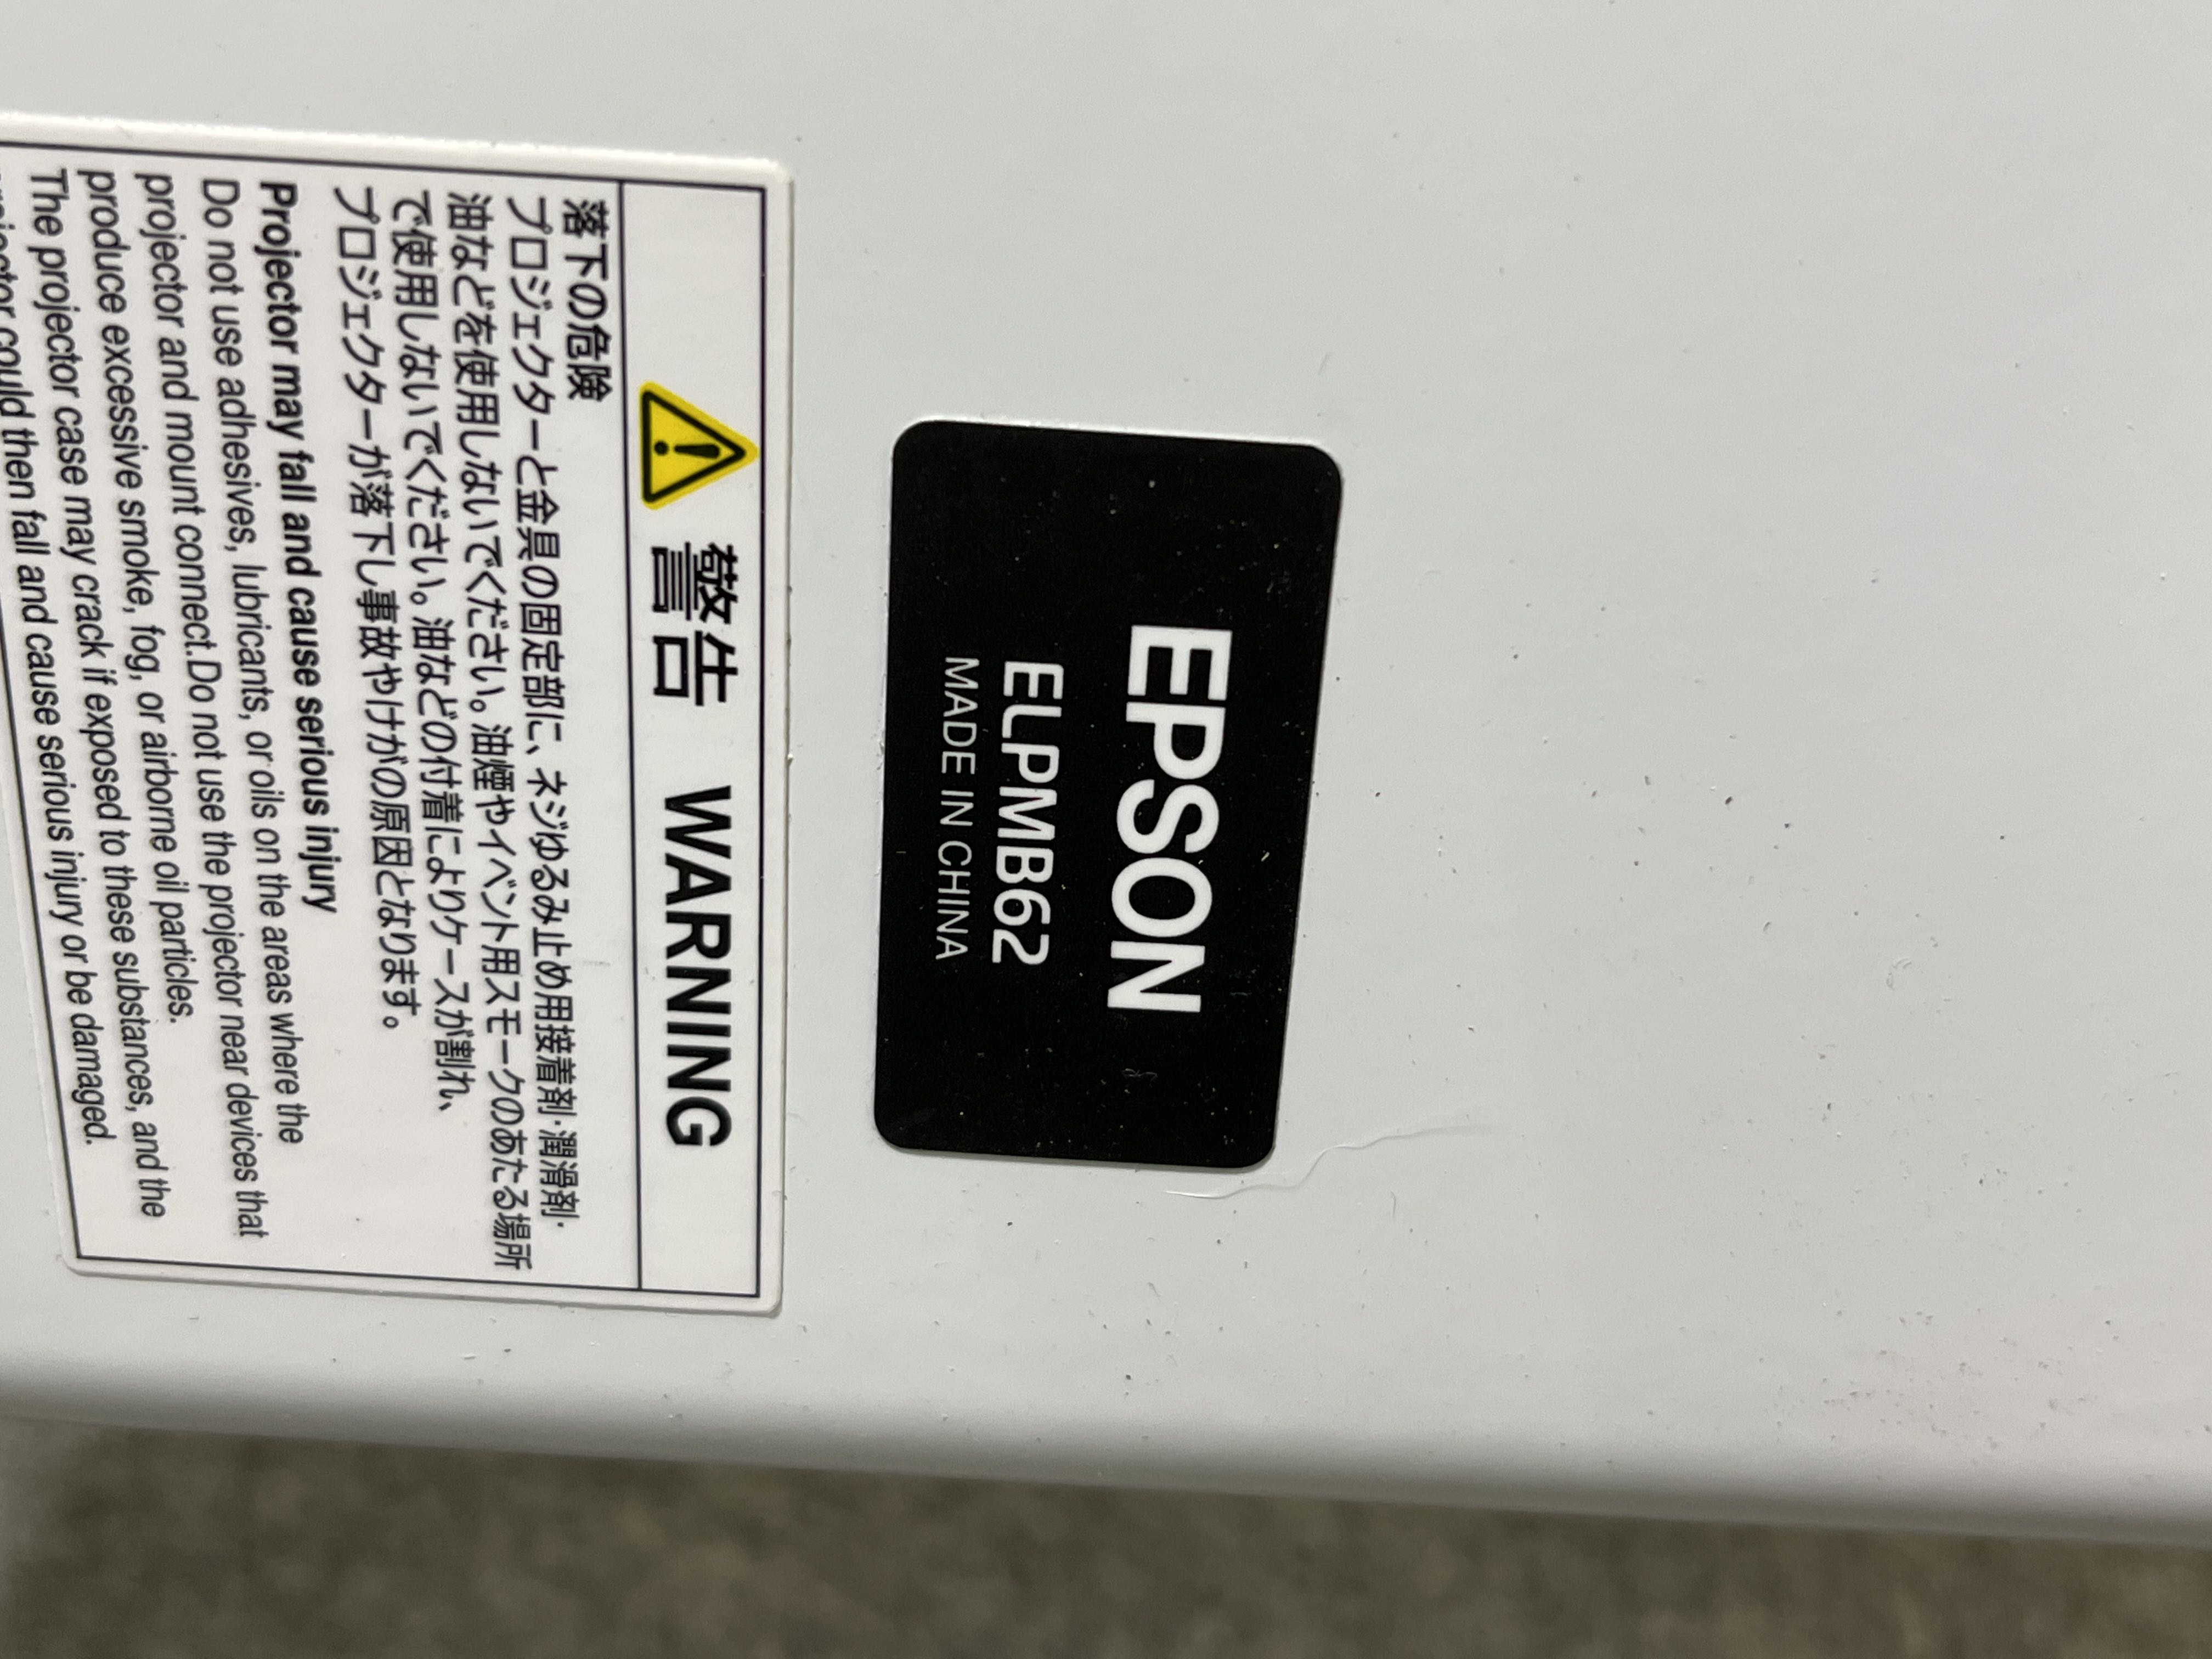 EPSON
ELPMB62
MADE IN CHINA
警告 WARNING
落下の危険
プロジェクターと金具の固定部に、ネジゆるみ止め用接着剤・潤滑剤・
油などを使用しないでください。油煙やイベント用スモークのあたる場所
で使用しないでください。油などの付着によりケースが割れ、
プロジェクターが落下し事故やけがの原因となります。
Projector may fall and cause serious injury
Do not use adhesives, lubricants, or oils on the areas where the
projector and mount connect.Do not use the projector near devices that
produce excessive smoke, fog, or airborne oil particles.
The projector case may crack if exposed to these substances, and the
projector could then fall and cause serious injury or be damaged.